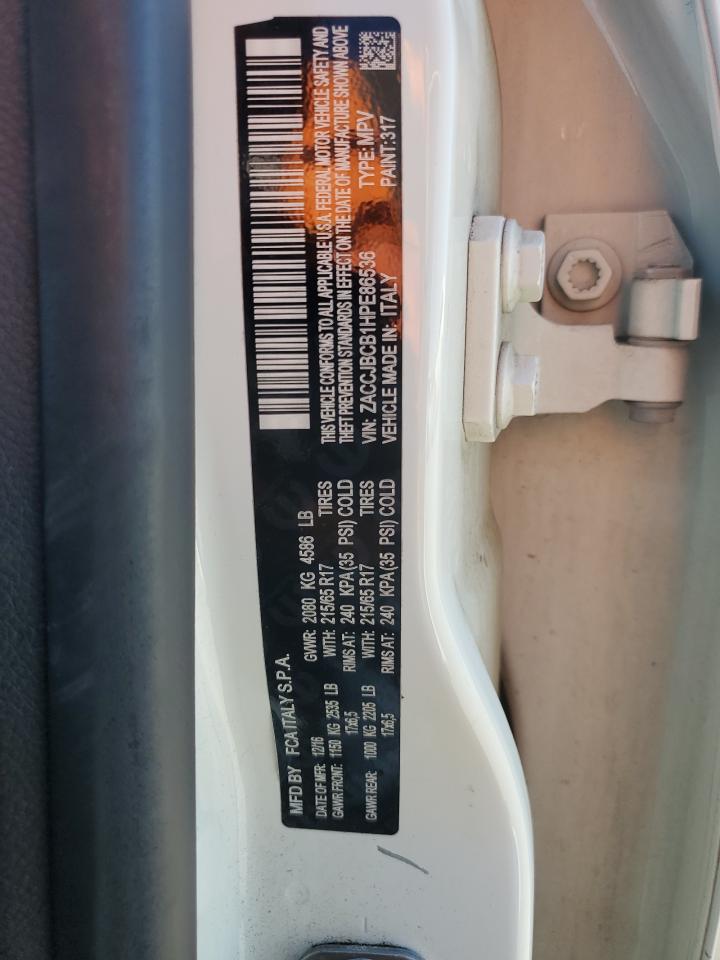 MFD BY FCA ITALY S.P.A.
DATE OF MFR: 12/16 GVWR: 2080 KG 4586 LB
GAWR FRONT: 1150 KG 2535 LB WITH: 215/65 R17 TIRES
17x6,5 RIMS AT: 240 KPA(35 PSI) COLD
GAWR REAR: 1000 KG 2205 LB WITH: 215/65 R17 TIRES
17x6,5 RIMS AT: 240 KPA(35 PSI) COLD
THIS VEHICLE CONFORMS TO ALL APPLICABLE U.S.A. FEDERAL MOTOR VEHICLE SAFETY AND
THEFT PREVENTION STANDARDS IN EFFECT ON THE DATE OF MANUFACTURE SHOWN ABOVE
VIN: ZACCJBCB1HPE86536 TYPE: MPV
VEHICLE MADE IN: ITALY PAINT:317